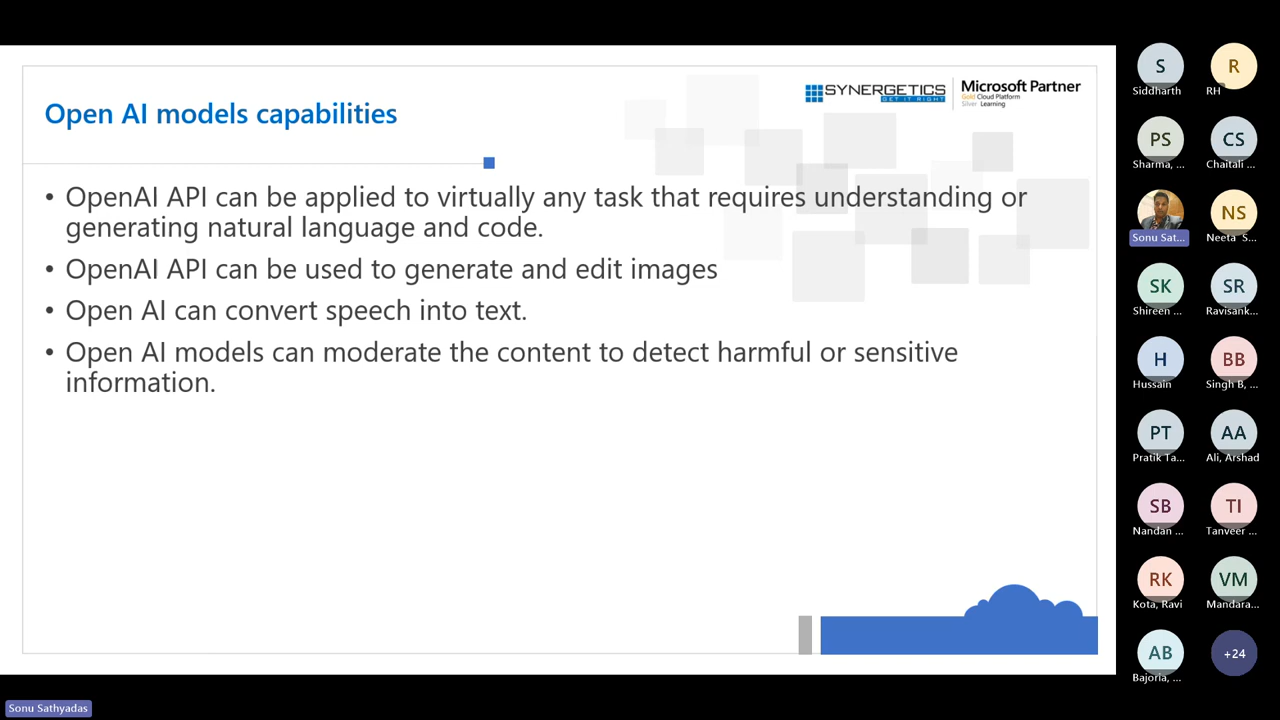 SYNERGETICS
GET IT RIGHT
Microsoft Partner
Gold Cloud Platform
Silver Learning
Open AI models capabilities
• OpenAI API can be applied to virtually any task that requires understanding or
generating natural language and code.
• OpenAI API can be used to generate and edit images
• Open AI can convert speech into text.
• Open AI models can moderate the content to detect harmful or sensitive
information.
S
Siddharth
R
RH
PS
Sharma, ...
CS
Chaitali ...
Sonu Sat...
NS
Neeta S...
SK
Shireen ...
SR
Ravisank...
H
Hussain
BB
Singh B, ...
PT
Pratik Ta...
AA
Ali, Arshad
SB
Nandan ...
TI
Tanveer ...
RK
Kota, Ravi
VM
Mandara...
AB
Bajoria, ...
+24
Sonu Sathyadas